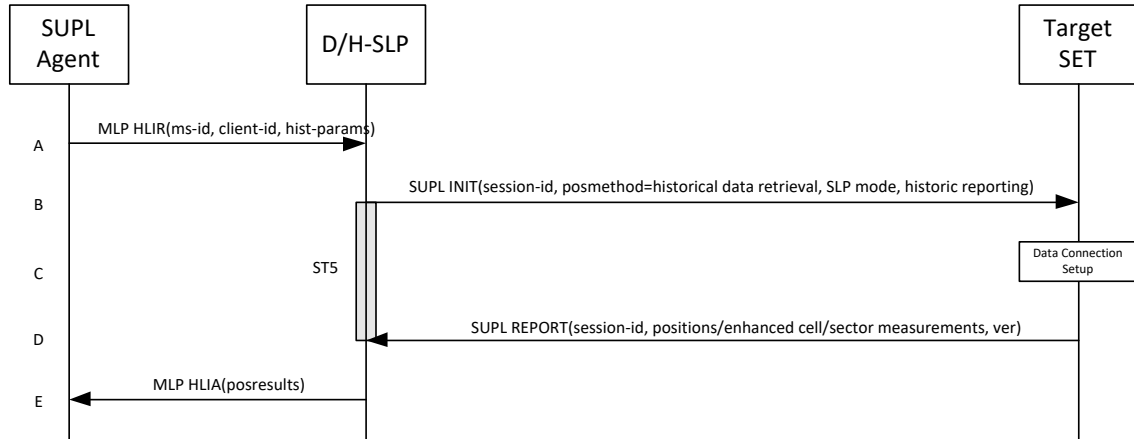 SUPL
Agent
D/H-SLP
Target
SET
A
MLP HLIR(ms-id, client-id, hist-params)
B
SUPL INIT(session-id, posmethod=historical data retrieval, SLP mode, historic reporting)
C
ST5
Data Connection
Setup
D
SUPL REPORT(session-id, positions/enhanced cell/sector measurements, ver)
E
MLP HLIA(posresults)